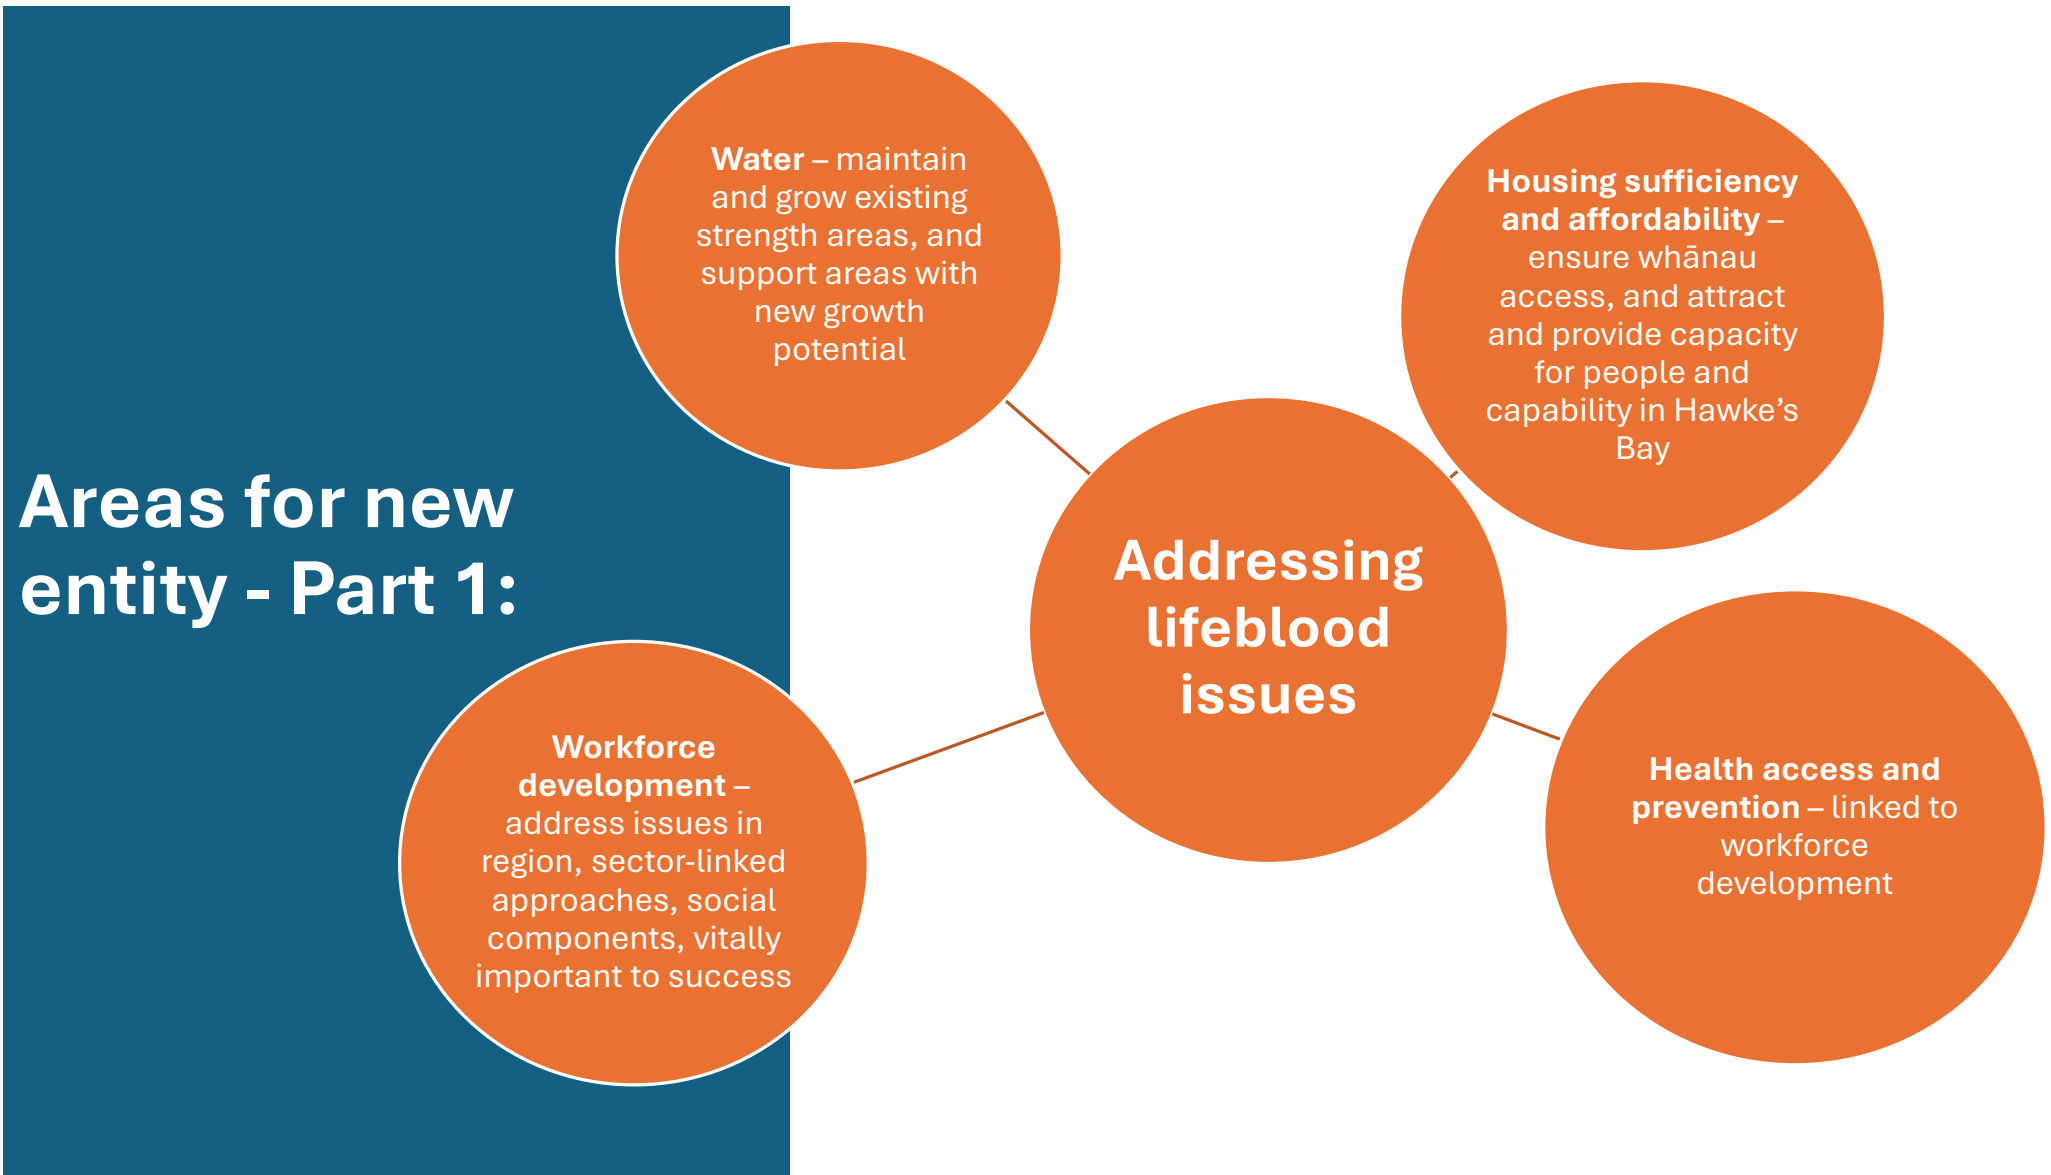 Areas for new
entity - Part 1:
Water – maintain
and grow existing
strength areas, and
support areas with
new growth
potential
Housing sufficiency
and affordability –
ensure whānau
access, and attract
and provide capacity
for people and
capability in Hawke’s
Bay
Addressing
lifeblood
issues
Workforce
development –
address issues in
region, sector-linked
approaches, social
components, vitally
important to success
Health access and
prevention – linked to
workforce
development